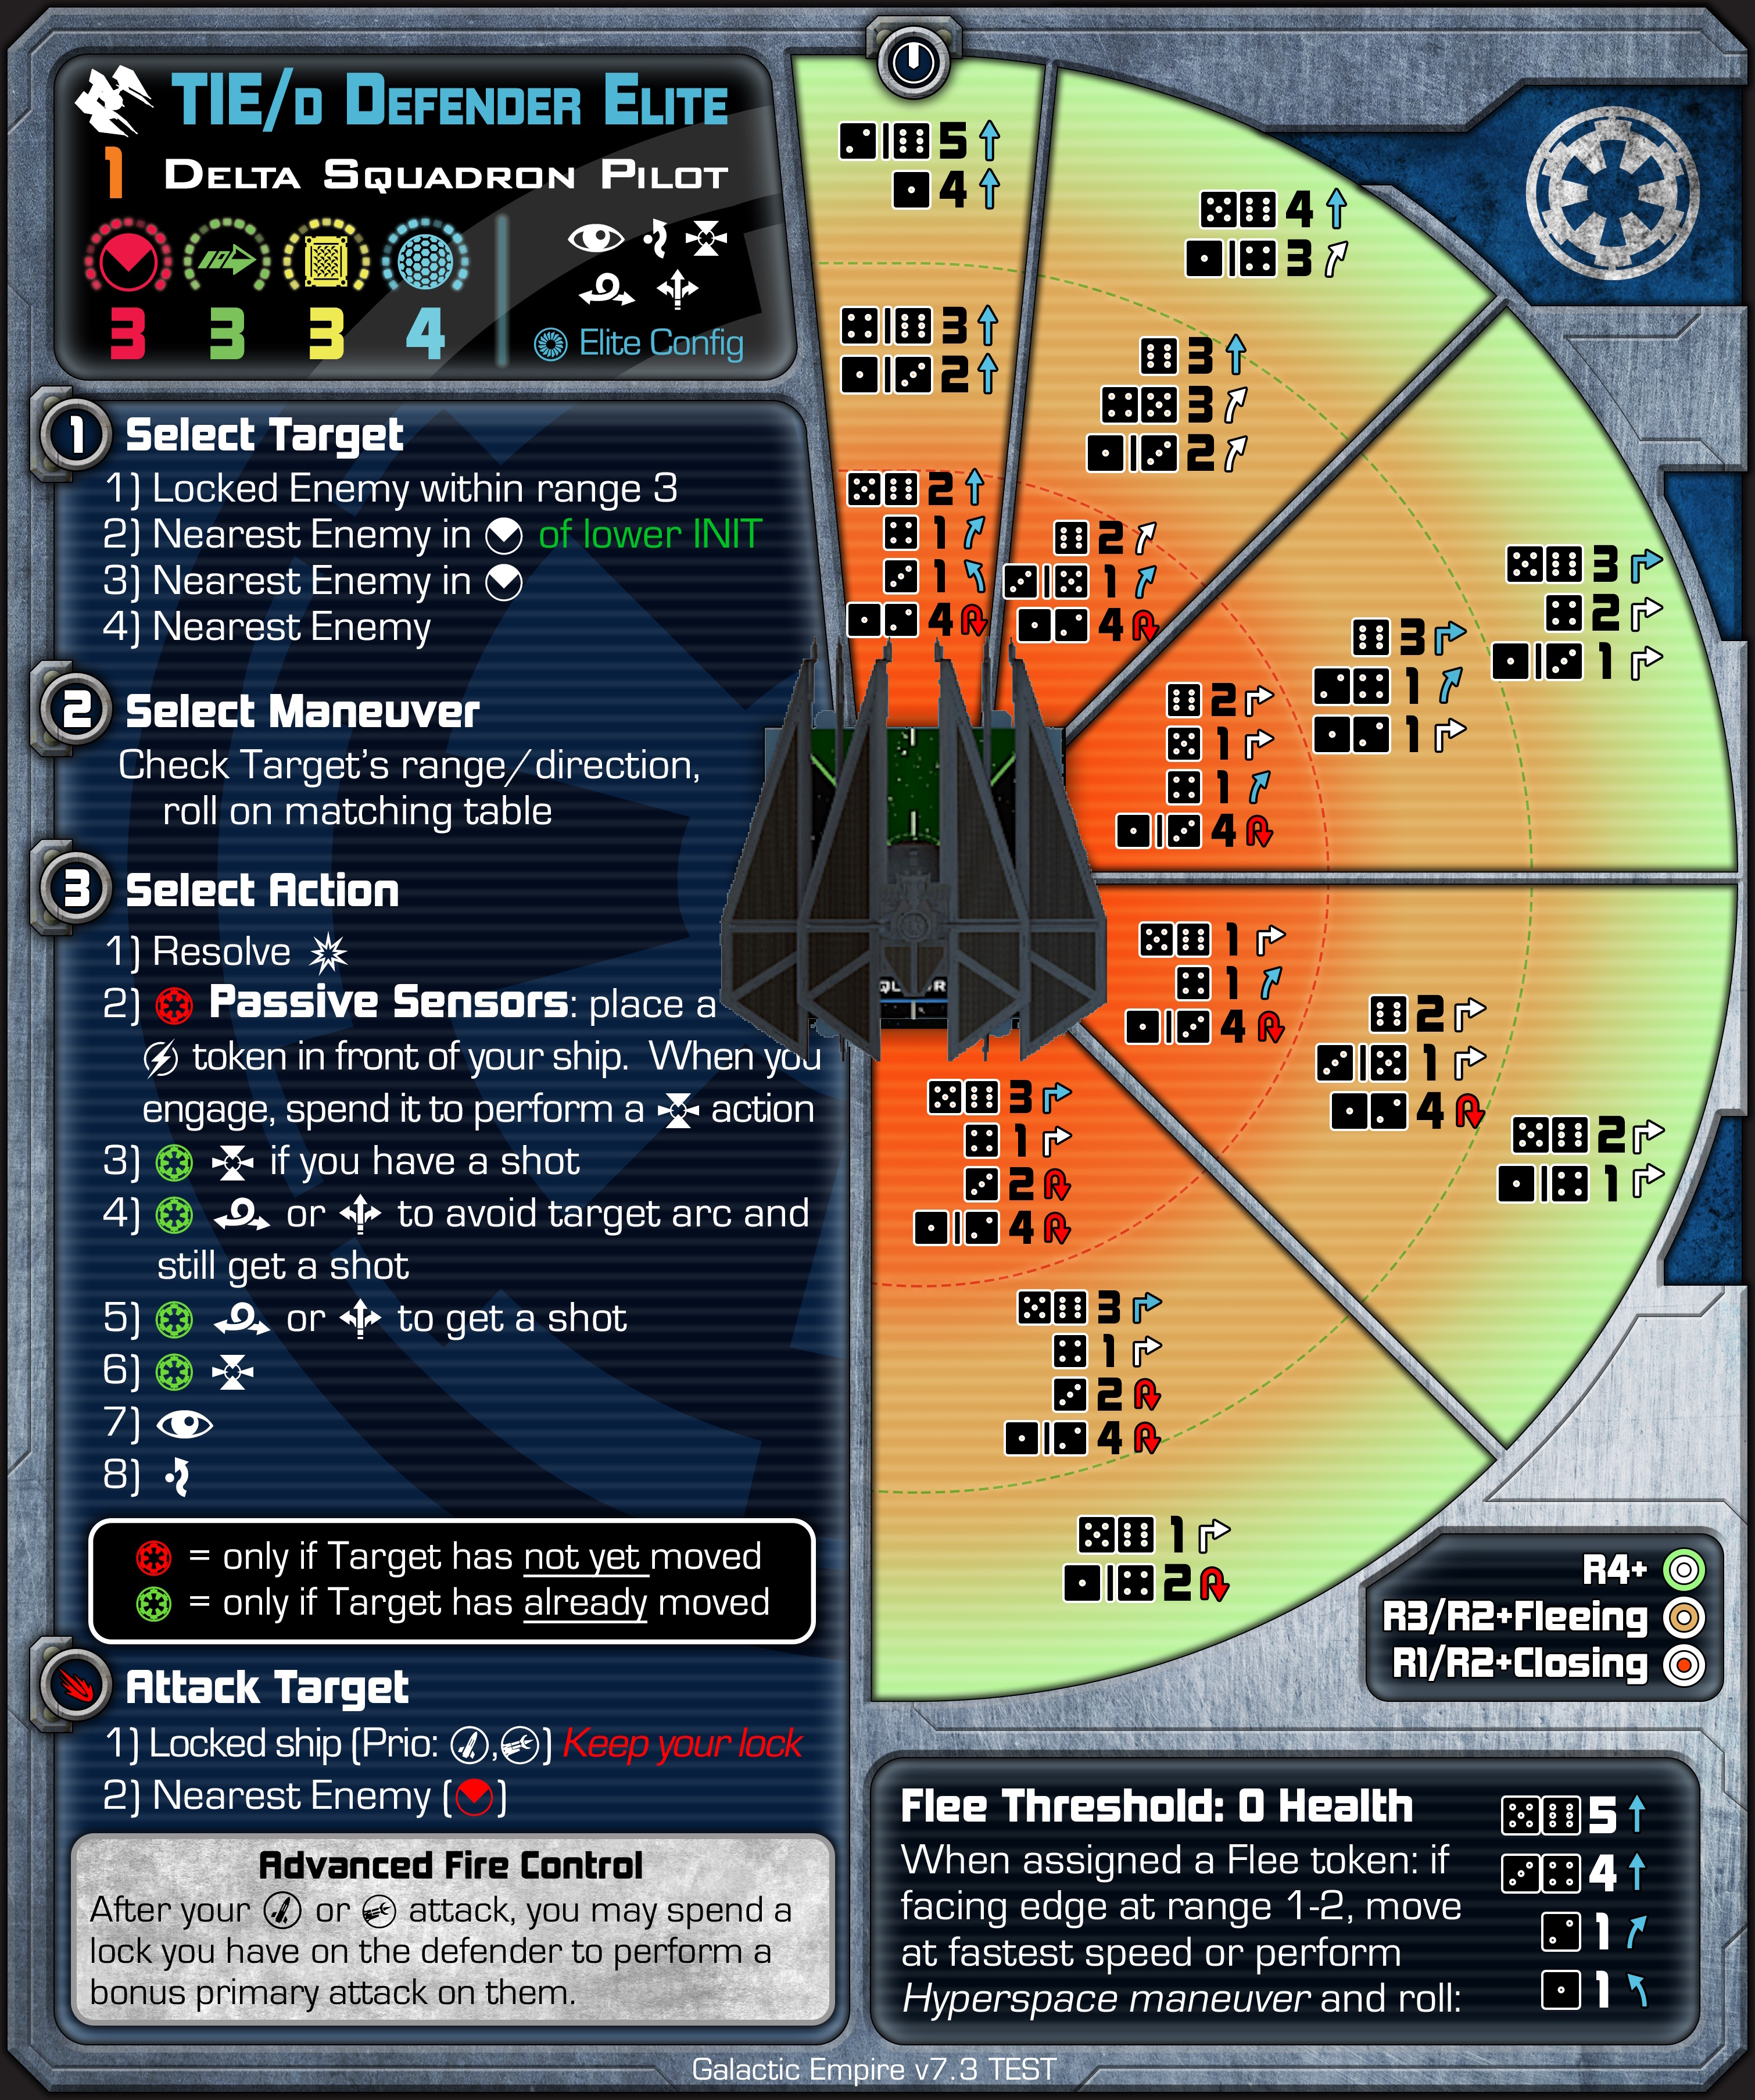 TIE/D DEFENDER ELITE
1 DELTA SQUADRON PILOT
3 3 3 4
Elite Config
1 Select Target
1) Locked Enemy within range 3
2) Nearest Enemy in of lower INIT
3) Nearest Enemy in
4) Nearest Enemy
2 Select Maneuver
Check Target's range/direction,
roll on matching table
3 Select Action
1) Resolve
2) Passive Sensors: place a
token in front of your ship. When you
engage, spend it to perform a action
3) if you have a shot
4) or to avoid target arc and
still get a shot
5) or to get a shot
6)
7)
8)
= only if Target has not yet moved
= only if Target has already moved
Attack Target
1) Locked ship (Prio: , ) Keep your lock
2) Nearest Enemy ( )
Advanced Fire Control
After your or attack, you may spend a
lock you have on the defender to perform a
bonus primary attack on them.
5
4
3
2
2
1
1
4
4
3
3
3
2
2
1
4
3
2
1
3
1
1
2
1
1
4
1
1
4
2
1
4
2
1
3
1
2
4
3
1
2
4
1
2
R4+
R3/R2+Fleeing
R1/R2+Closing
Flee Threshold: 0 Health
When assigned a Flee token: if
facing edge at range 1-2, move
at fastest speed or perform
Hyperspace maneuver and roll:
5
4
1
1
Galactic Empire v7.3 TEST